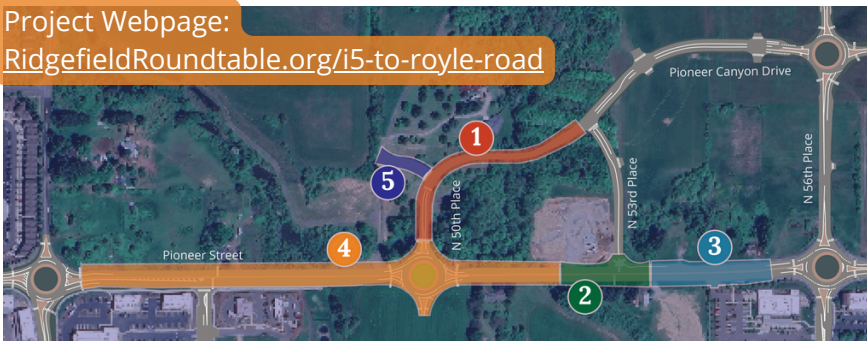 Project Webpage:
RidgefieldRoundtable.org/i5-to-royle-road
Pioneer Canyon Drive
1
5
N 50th Place
N 53rd Place
N 56th Place
Pioneer Street
4
3
2